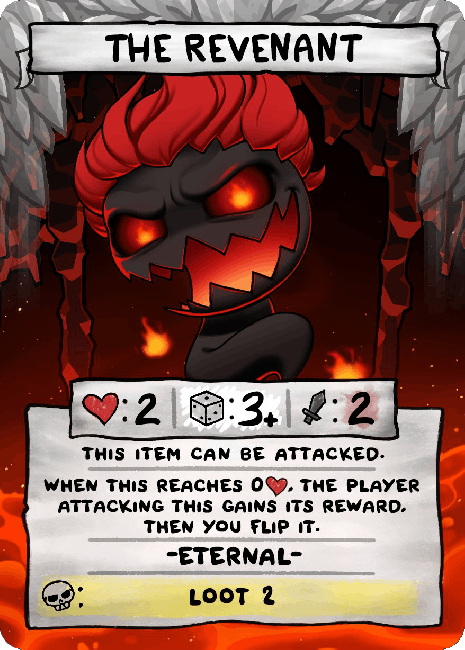 THE REVENANT
:2 :3+ :2
THIS ITEM CAN BE ATTACKED.
WHEN THIS REACHES 0, THE PLAYER
ATTACKING THIS GAINS ITS REWARD.
THEN YOU FLIP IT.
-ETERNAL-
: LOOT 2